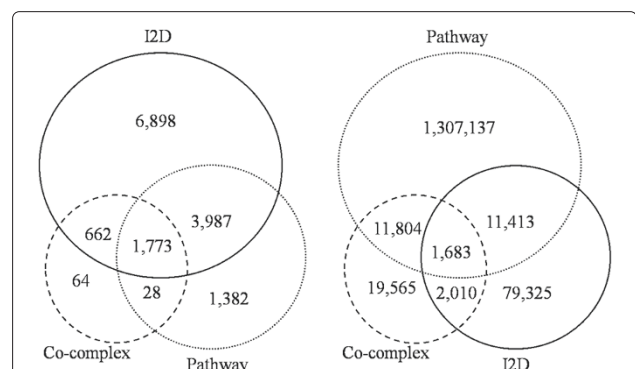 I2D
Pathway
6,898
1,307,137
3,987
662
11,804
11,413
1,773
1,683
64
28
1,382
19,565
2,010
79,325
Co-complex
Pathway
Co-complex
I2D